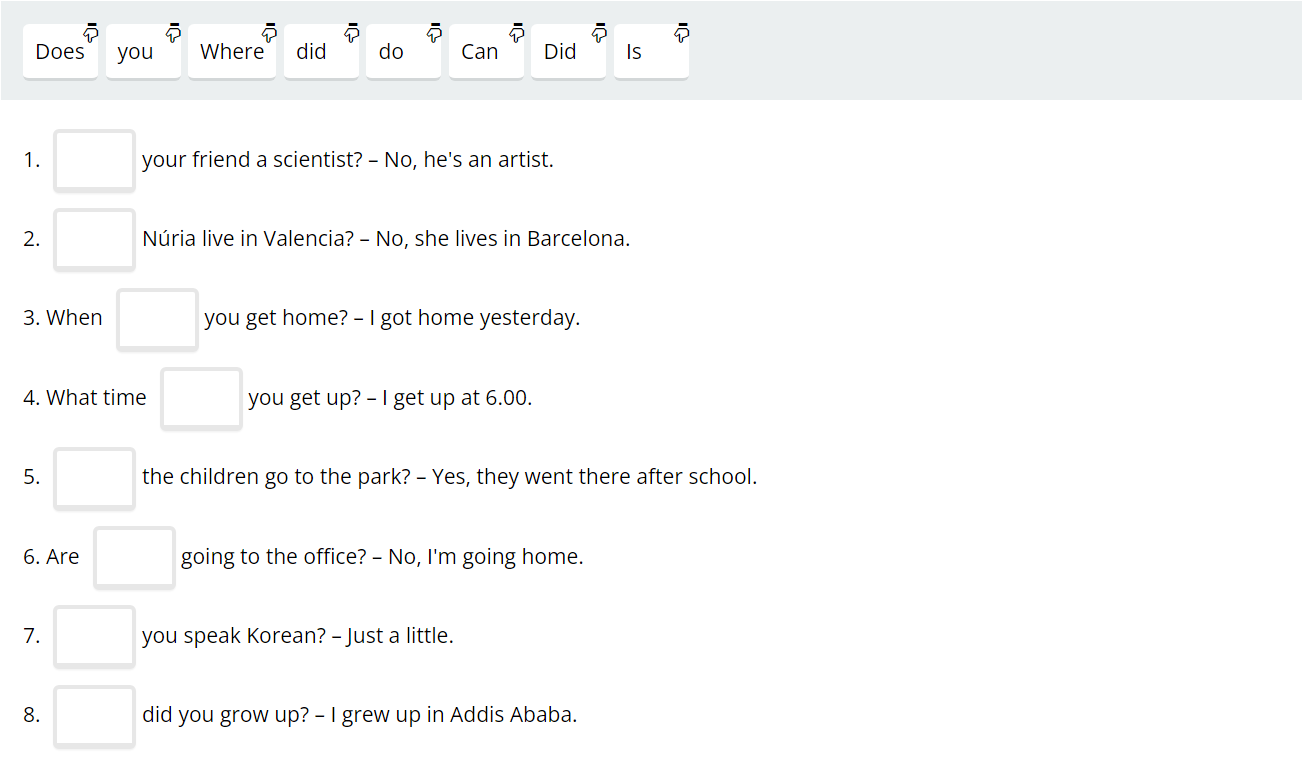 Does you Where did do Can Did Is
1. your friend a scientist? – No, he's an artist.
2. Núria live in Valencia? – No, she lives in Barcelona.
3. When you get home? – I got home yesterday.
4. What time you get up? – I get up at 6.00.
5. the children go to the park? – Yes, they went there after school.
6. Are going to the office? – No, I'm going home.
7. you speak Korean? – Just a little.
8. did you grow up? – I grew up in Addis Ababa.